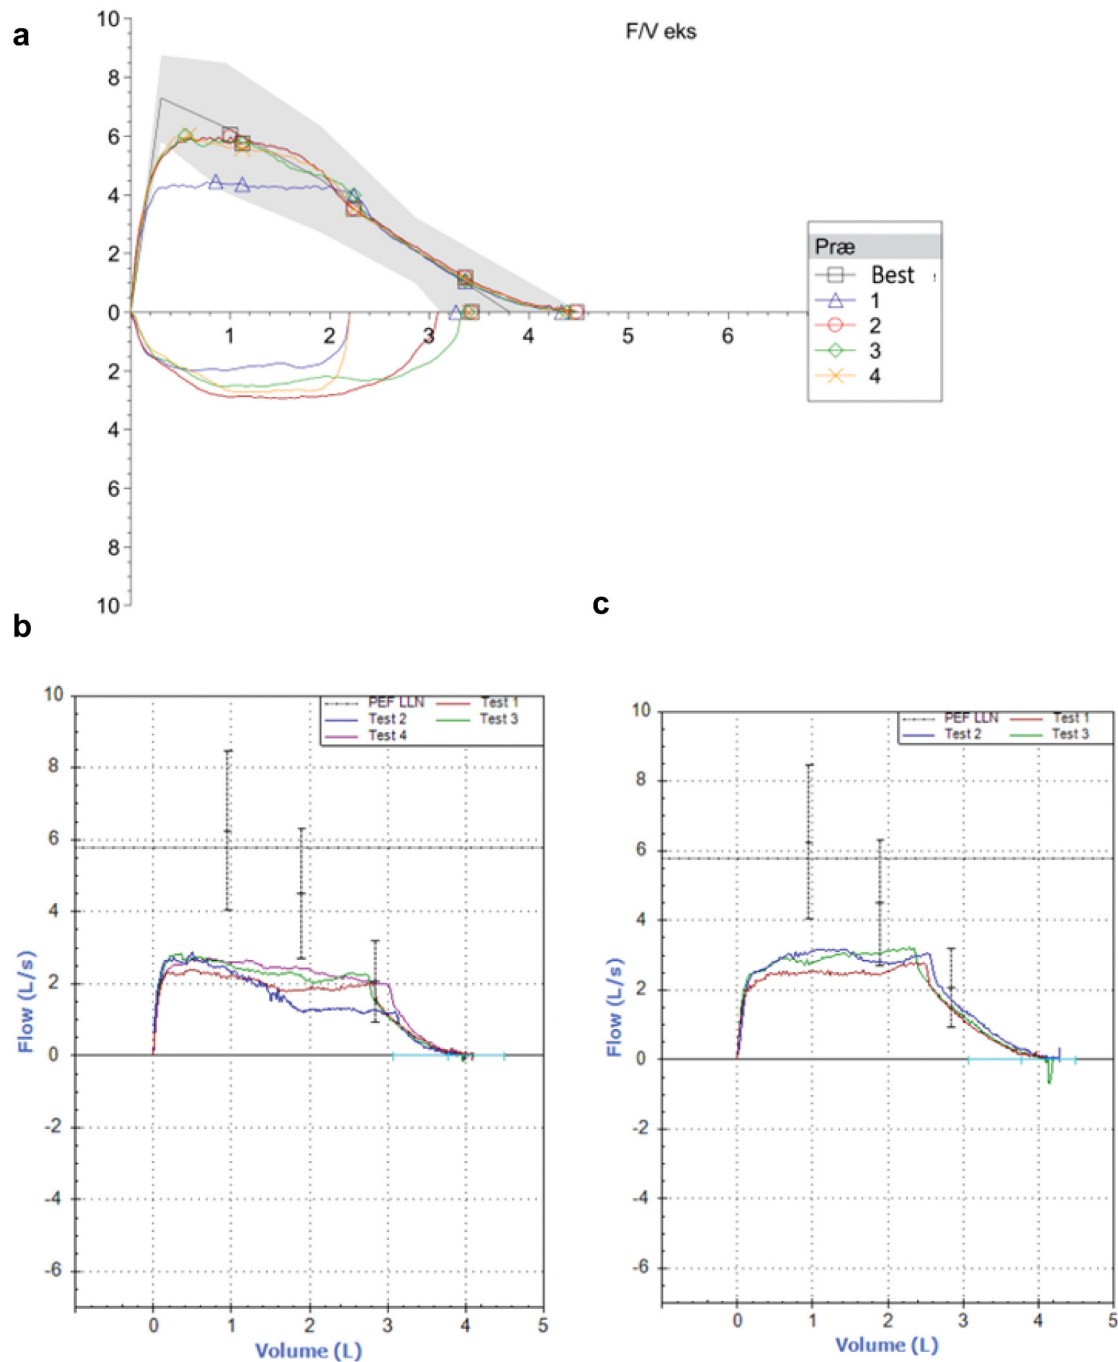 a
F/V eks
10
8
6
4
2
0
2
4
6
8
10
1 2 3 4 5 6
Præ
Best
1
2
3
4
b
c
10
8
6
4
2
0
-2
-4
-6
0 1 2 3 4 5
Flow (L/s)
Volume (L)
PEF LLN Test 1
Test 2 Test 3
Test 4
10
8
6
4
2
0
-2
-4
-6
0 1 2 3 4 5
Flow (L/s)
Volume (L)
PEF LLN Test 1
Test 2 Test 3